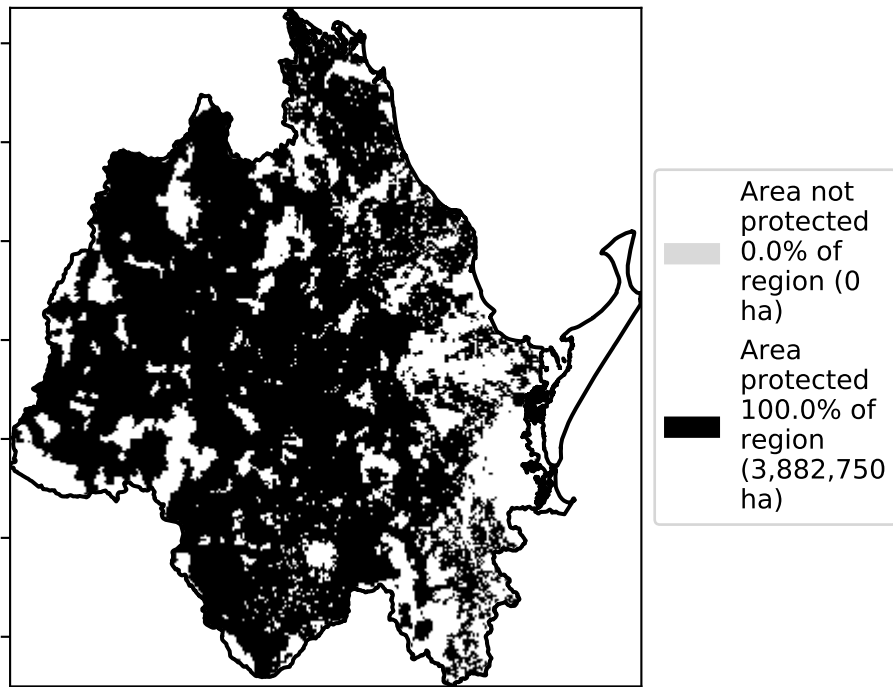 Area not
protected
0.0% of
region (0
ha)
Area
protected
100.0% of
region
(3,882,750
ha)